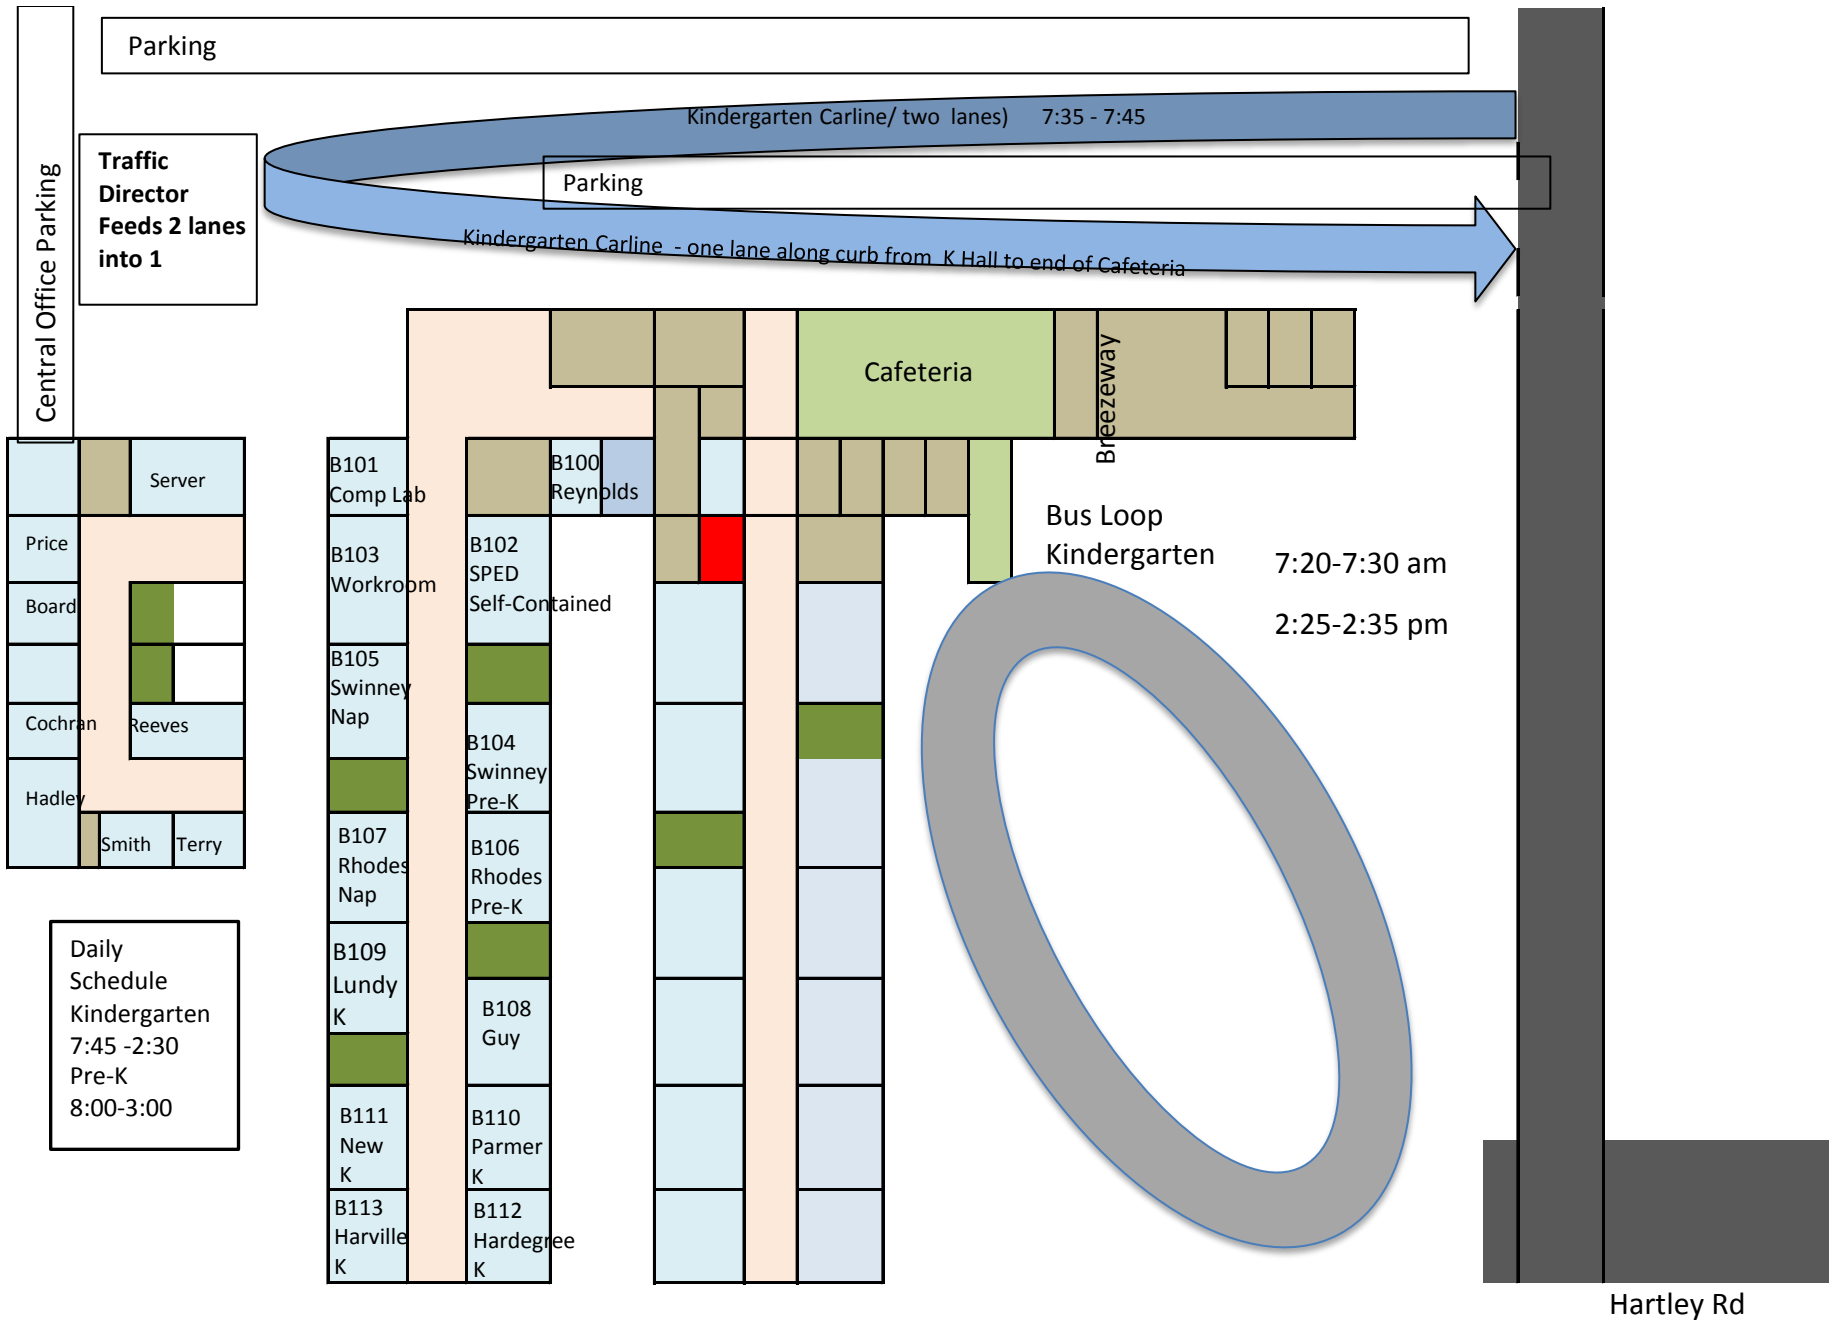 Parking
Kindergarten Carline/ two  lanes)     7:35 - 7:45
Central Office Parking
Traffic
Director
Feeds 2 lanes
into 1
Parking
Kindergarten Carline  - one lane along curb from  K Hall to end of Cafeteria
Cafeteria
Breezeway
Server
Price
Board
Cochran
Reeves
Hadley
Smith
Terry
B101
Comp Lab
B103
Workroom
B105
Swinney
Nap
B107
Rhodes
Nap
B109
Lundy
K
B111
New
K
B113
Harville
K
B100
Reynolds
B102
SPED
Self-Contained
B104
Swinney
Pre-K
B106
Rhodes
Pre-K
B108
Guy
B110
Parmer
K
B112
Hardegree
K
Bus Loop
Kindergarten
7:20-7:30 am
2:25-2:35 pm
Daily
Schedule
Kindergarten
7:45 -2:30
Pre-K
8:00-3:00
Hartley Rd